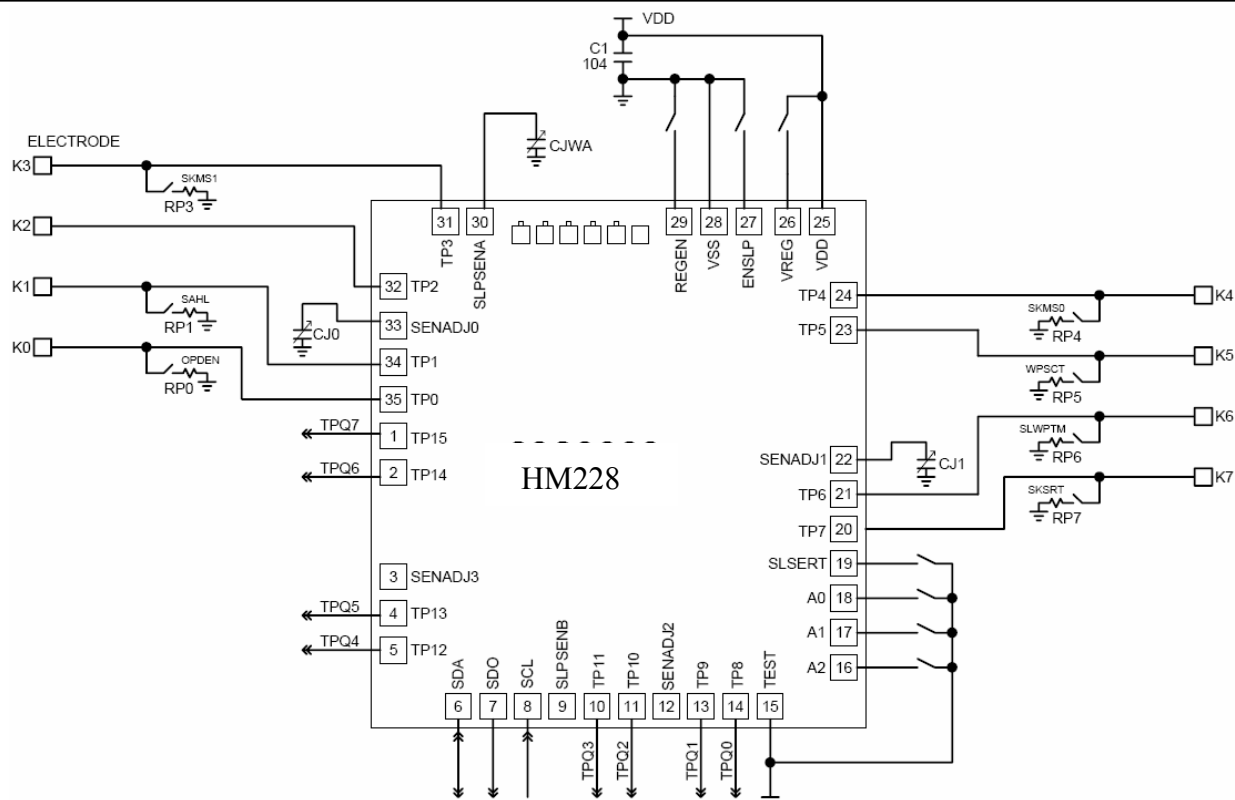 VDD
C1
104
ELECTRODE
CJWA
K3
SKMS1
RP3
K2
K1
SAHL
RP1
CJ0
K0
OPDEN
RP0
31
TP3
30
SLPSENA
29
REGEN
28
VSS
27
ENSLP
26
VREG
25
VDD
32 TP2
33 SENADJ0
34 TP1
35 TP0
TPQ7
1 TP15
TPQ6
2 TP14
3 SENADJ3
TPQ5
4 TP13
TPQ4
5 TP12
HM228
TP4 24
K4
SKMS0
RP4
TP5 23
K5
WPSCT
RP5
K6
SLWPTM
RP6
SENADJ1 22
CJ1
TP6 21
K7
SKSRT
RP7
TP7 20
SLSERT 19
A0 18
A1 17
A2 16
SDA
6
SDO
7
SCL
8
SLPSENB
9
TP11
10
TPQ3
TP10
11
TPQ2
SENADJ2
12
TP9
13
TPQ1
TP8
14
TPQ0
TEST
15